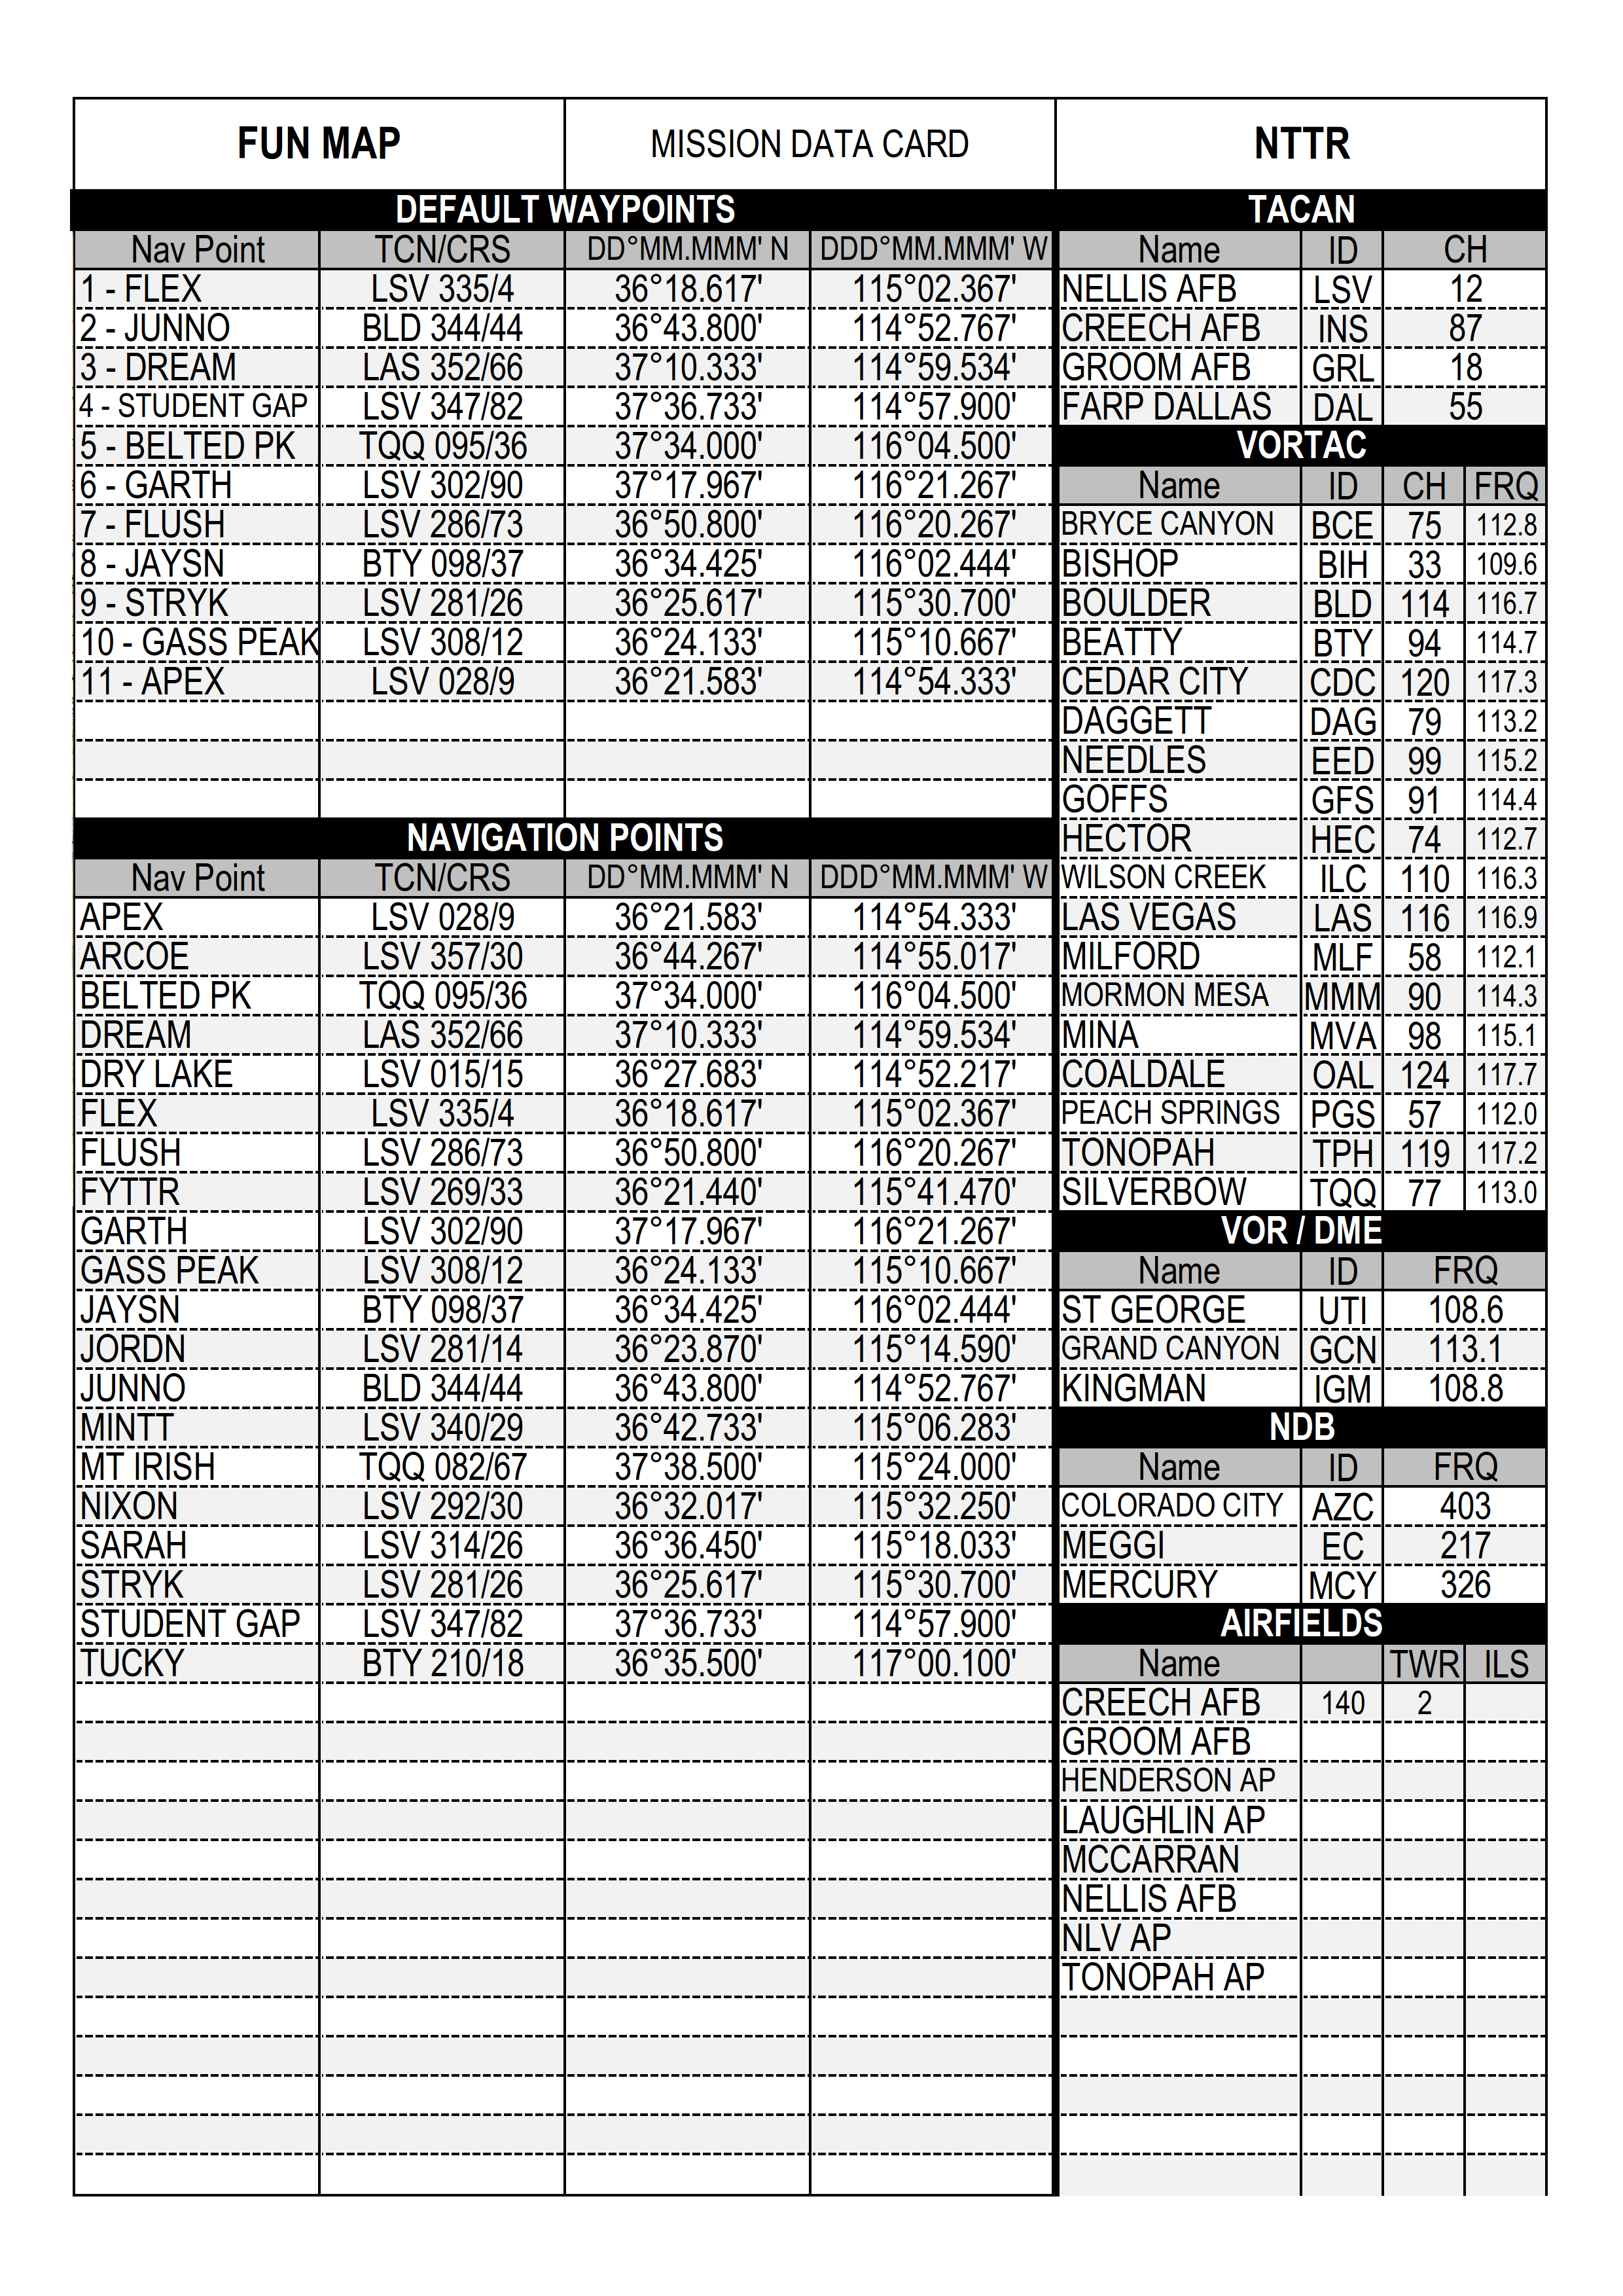 FUN MAP MISSION DATA CARD NTTR
DEFAULT WAYPOINTS
Nav Point TCN/CRS DD°MM.MMM' N DDD°MM.MMM' W
1 - FLEX LSV 335/4 36°18.617' 115°02.367'
2 - JUNNO BLD 344/44 36°43.800' 114°52.767'
3 - DREAM LAS 352/66 37°10.333' 114°59.534'
4 - STUDENT GAP LSV 347/82 37°36.733' 114°57.900'
5 - BELTED PK TQQ 095/36 37°34.000' 116°04.500'
6 - GARTH LSV 302/90 37°17.967' 116°21.267'
7 - FLUSH LSV 286/73 36°50.800' 116°20.267'
8 - JAYSN BTY 098/37 36°34.425' 116°02.444'
9 - STRYK LSV 281/26 36°25.617' 115°30.700'
10 - GASS PEAK LSV 308/12 36°24.133' 115°10.667'
11 - APEX LSV 028/9 36°21.583' 114°54.333'
NAVIGATION POINTS
Nav Point TCN/CRS DD°MM.MMM' N DDD°MM.MMM' W
APEX LSV 028/9 36°21.583' 114°54.333'
ARCOE LSV 357/30 36°44.267' 114°55.017'
BELTED PK TQQ 095/36 37°34.000' 116°04.500'
DREAM LAS 352/66 37°10.333' 114°59.534'
DRY LAKE LSV 015/15 36°27.683' 114°52.217'
FLEX LSV 335/4 36°18.617' 115°02.367'
FLUSH LSV 286/73 36°50.800' 116°20.267'
FYTTR LSV 269/33 36°21.440' 115°41.470'
GARTH LSV 302/90 37°17.967' 116°21.267'
GASS PEAK LSV 308/12 36°24.133' 115°10.667'
JAYSN BTY 098/37 36°34.425' 116°02.444'
JORDN LSV 281/14 36°23.870' 115°14.590'
JUNNO BLD 344/44 36°43.800' 114°52.767'
MINTT LSV 340/29 36°42.733' 115°06.283'
MT IRISH TQQ 082/67 37°38.500' 115°24.000'
NIXON LSV 292/30 36°32.017' 115°32.250'
SARAH LSV 314/26 36°36.450' 115°18.033'
STRYK LSV 281/26 36°25.617' 115°30.700'
STUDENT GAP LSV 347/82 37°36.733' 114°57.900'
TUCKY BTY 210/18 36°35.500' 117°00.100'
TACAN
Name ID CH
NELLIS AFB LSV 12
CREECH AFB INS 87
GROOM AFB GRL 18
FARP DALLAS DAL 55
VORTAC
Name ID CH FRQ
BRYCE CANYON BCE 75 112.8
BISHOP BIH 33 109.6
BOULDER BLD 114 116.7
BEATTY BTY 94 114.7
CEDAR CITY CDC 120 117.3
DAGGETT DAG 79 113.2
NEEDLES EED 99 115.2
GOFFS GFS 91 114.4
HECTOR HEC 74 112.7
WILSON CREEK ILC 110 116.3
LAS VEGAS LAS 116 116.9
MILFORD MLF 58 112.1
MORMON MESA MMM 90 114.3
MINA MVA 98 115.1
COALDALE OAL 124 117.7
PEACH SPRINGS PGS 57 112.0
TONOPAH TPH 119 117.2
SILVERBOW TQQ 77 113.0
VOR / DME
Name ID FRQ
ST GEORGE UTI 108.6
GRAND CANYON GCN 113.1
KINGMAN IGM 108.8
NDB
Name ID FRQ
COLORADO CITY AZC 403
MEGGI EC 217
MERCURY MCY 326
AIRFIELDS
Name TWR ILS
CREECH AFB 140 2
GROOM AFB
HENDERSON AP
LAUGHLIN AP
MCCARRAN
NELLIS AFB
NLV AP
TONOPAH AP